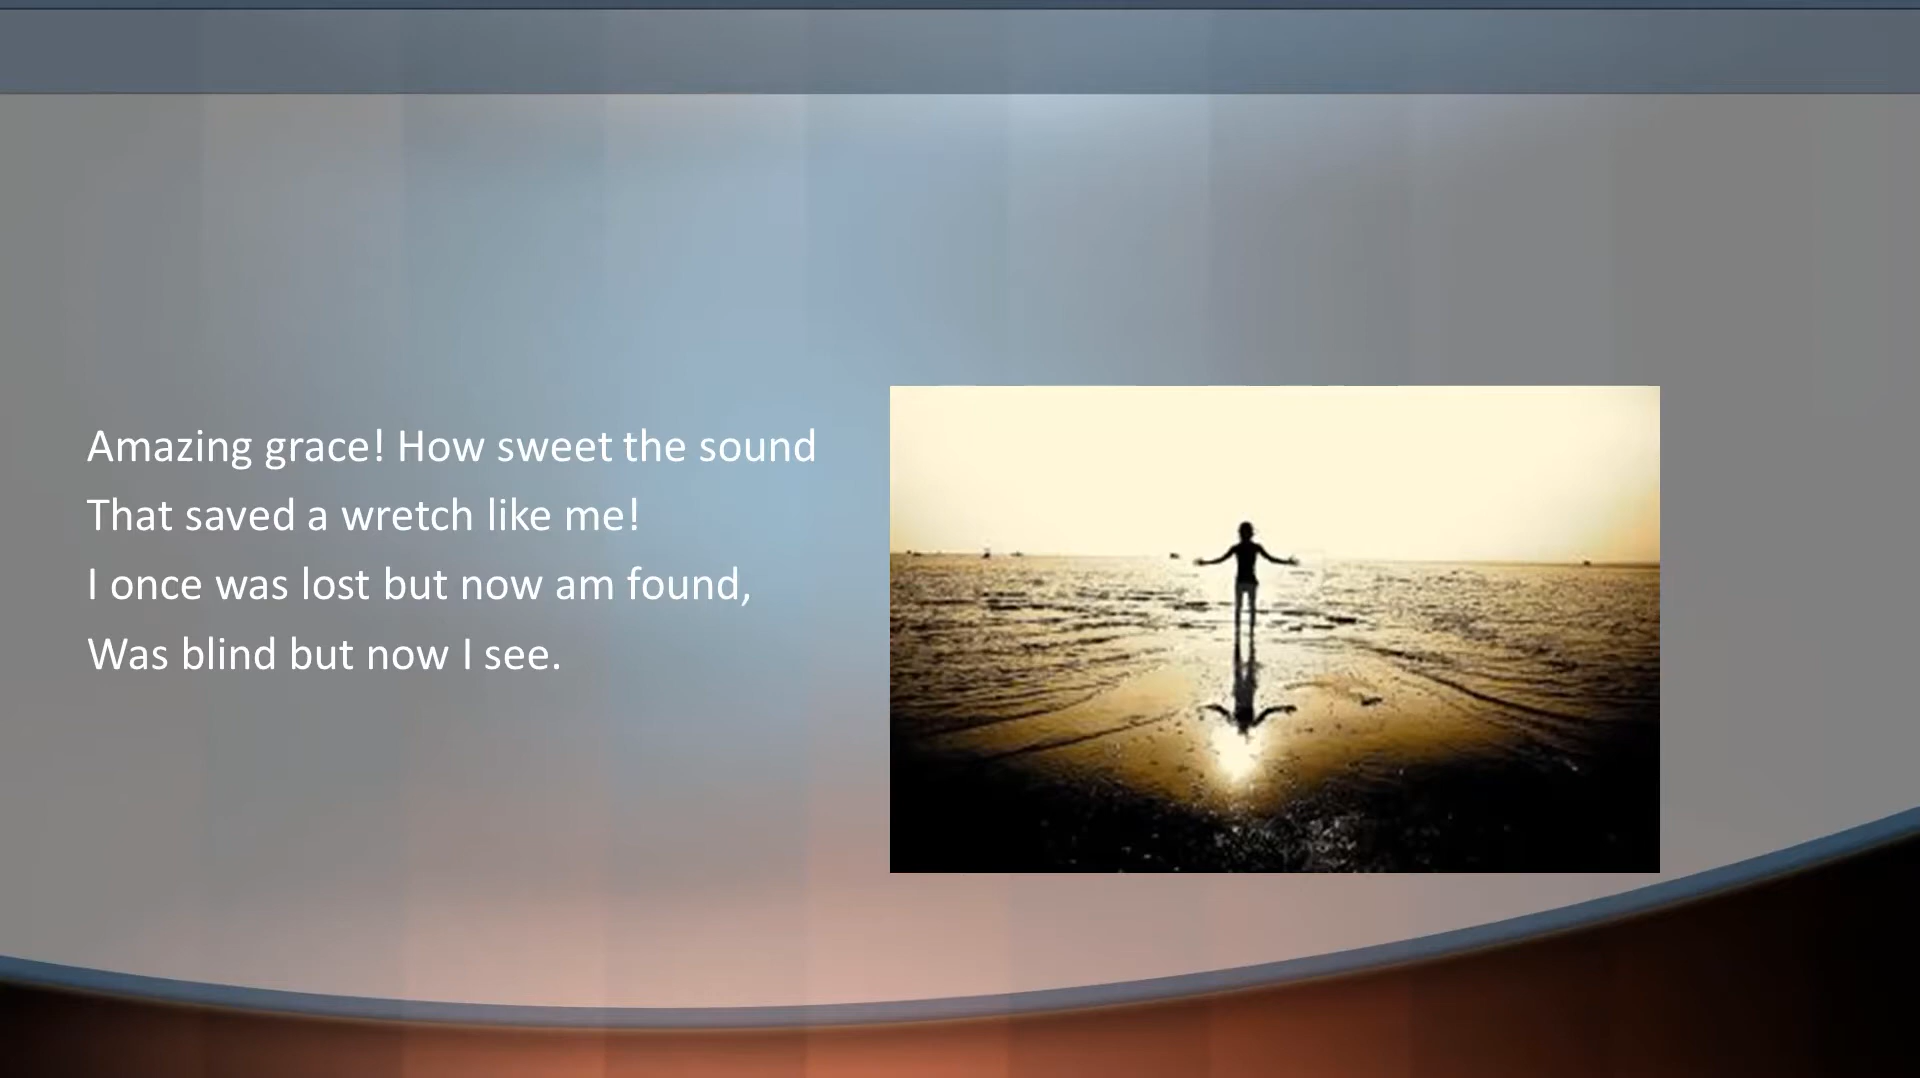 Amazing grace! How sweet the sound
That saved a wretch like me!
I once was lost but now am found,
Was blind but now I see.